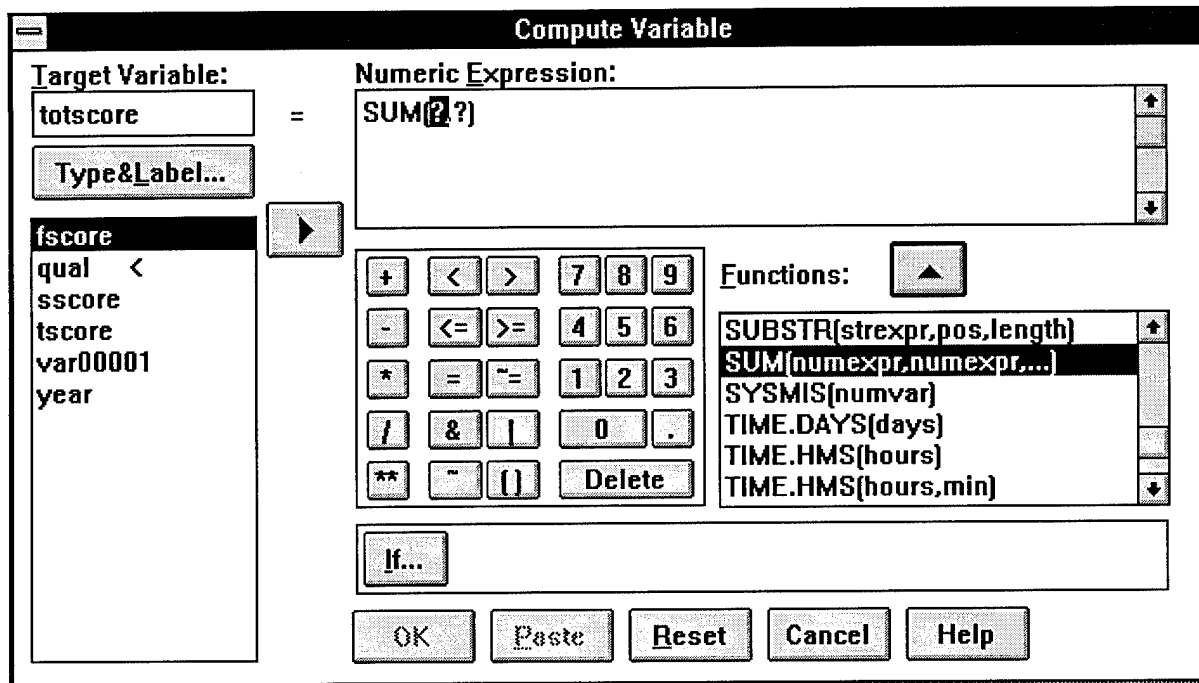 Compute Variable
Target Variable:
totscore
=
Numeric Expression:
SUM(?,?)
Type&Label...
fscore
qual <
sscore
tscore
var00001
year
+ < > 7 8 9
- <= >= 4 5 6
* = ~= 1 2 3
/ & | 0 .
** ~ () Delete
Functions:
SUBSTR(strexpr,pos,length)
SUM(numexpr,numexpr,...)
SYSMIS(numvar)
TIME.DAYS(days)
TIME.HMS(hours)
TIME.HMS(hours,min)
If...
OK Paste Reset Cancel Help